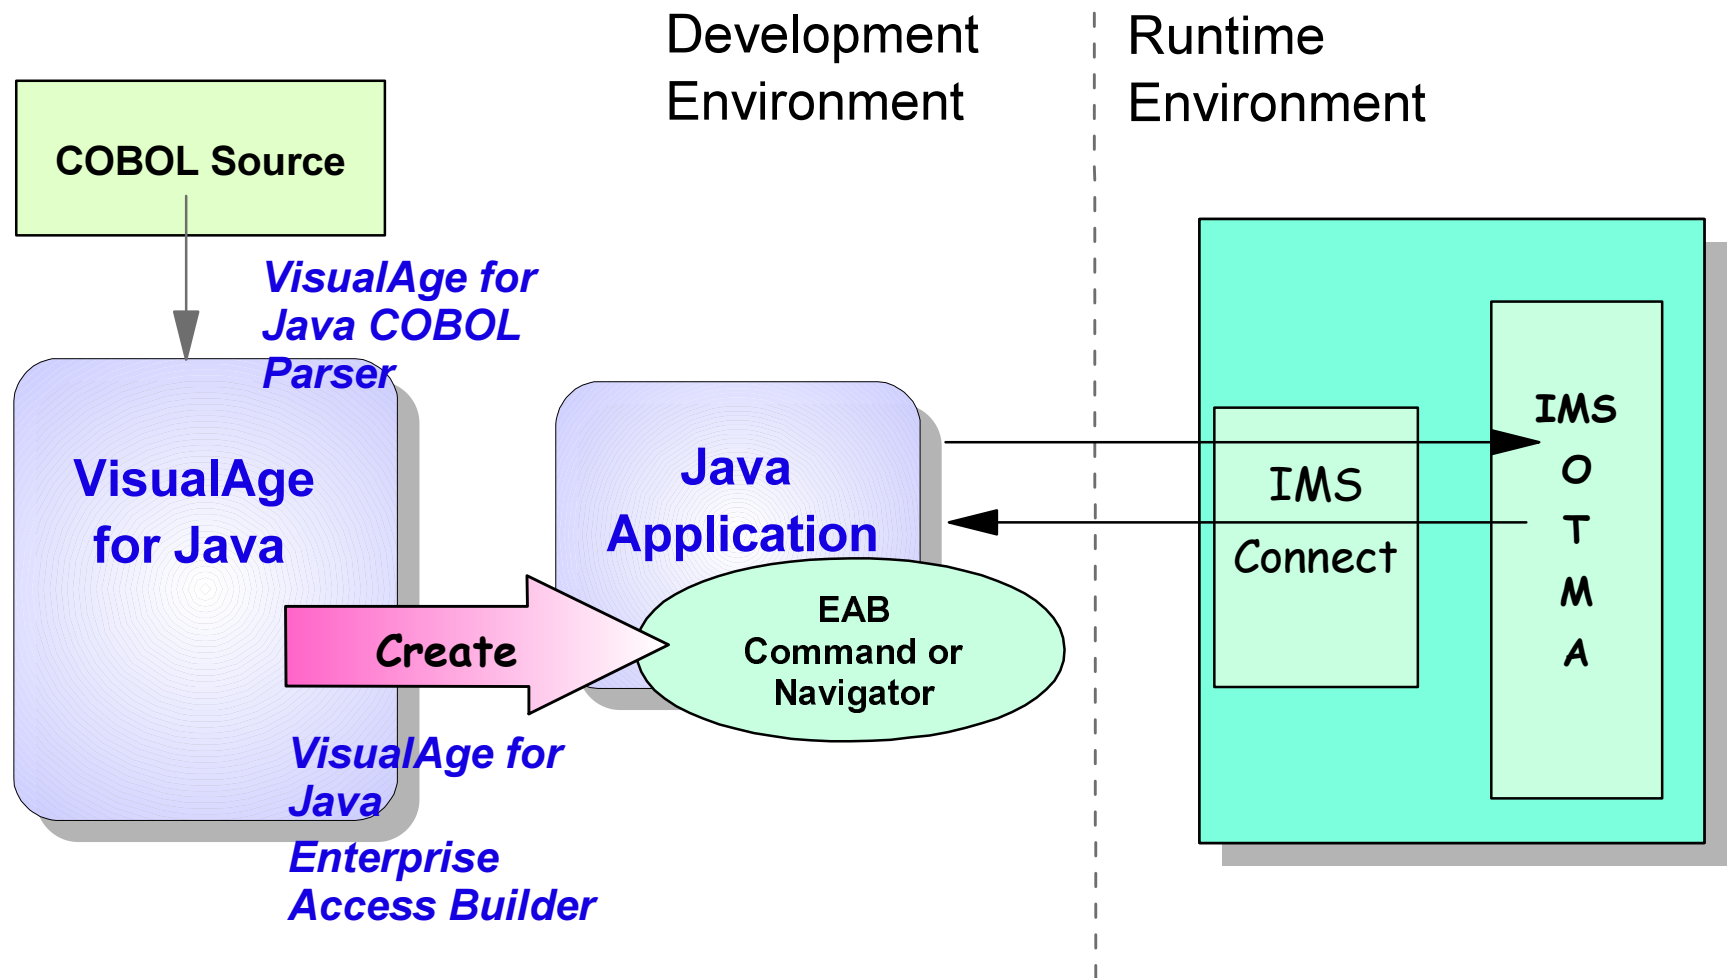 Development
Environment
Runtime
Environment
COBOL Source
VisualAge for
Java COBOL
Parser
VisualAge
for Java
Java
Application
Create
EAB
Command or
Navigator
VisualAge for
Java
Enterprise
Access Builder
IMS
Connect
IMS
O
T
M
A